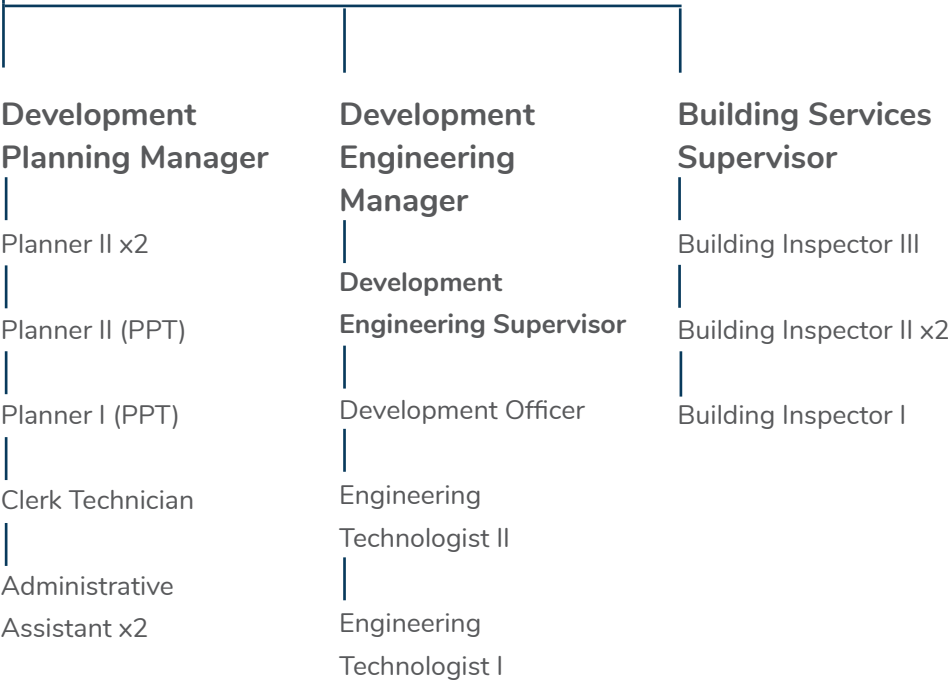 Development
Planning Manager
Planner II x2
Planner II (PPT)
Planner I (PPT)
Clerk Technician
Administrative
Assistant x2
Development
Engineering
Manager
Development
Engineering Supervisor
Development Officer
Engineering
Technologist II
Engineering
Technologist I
Building Services
Supervisor
Building Inspector III
Building Inspector II x2
Building Inspector I